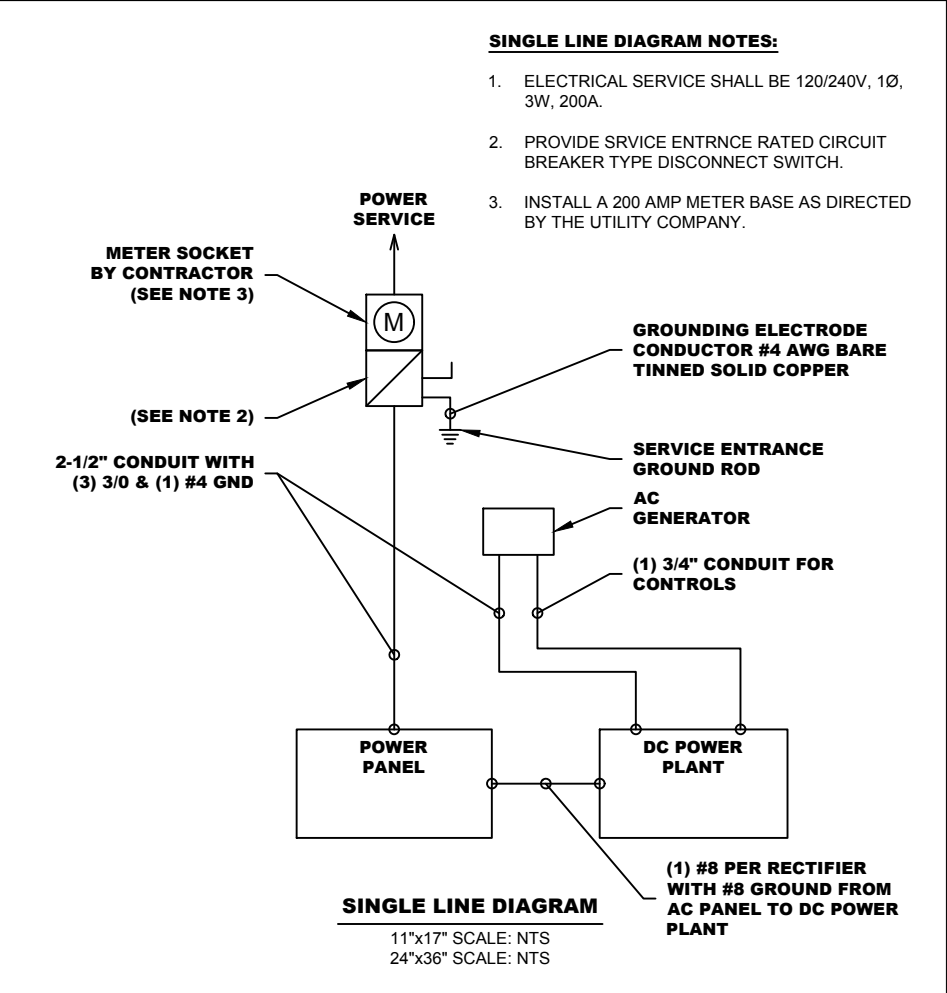 SINGLE LINE DIAGRAM NOTES:
1. ELECTRICAL SERVICE SHALL BE 120/240V, 1Ø,
3W, 200A.
2. PROVIDE SRVICE ENTRNCE RATED CIRCUIT
BREAKER TYPE DISCONNECT SWITCH.
3. INSTALL A 200 AMP METER BASE AS DIRECTED
BY THE UTILITY COMPANY.
POWER
SERVICE
METER SOCKET
BY CONTRACTOR
(SEE NOTE 3)
M
(SEE NOTE 2)
GROUNDING ELECTRODE
CONDUCTOR #4 AWG BARE
TINNED SOLID COPPER
SERVICE ENTRANCE
GROUND ROD
2-1/2" CONDUIT WITH
(3) 3/0 & (1) #4 GND
AC
GENERATOR
(1) 3/4" CONDUIT FOR
CONTROLS
POWER
PANEL
DC POWER
PLANT
(1) #8 PER RECTIFIER
WITH #8 GROUND FROM
AC PANEL TO DC POWER
PLANT
SINGLE LINE DIAGRAM
11"x17" SCALE: NTS
24"x36" SCALE: NTS